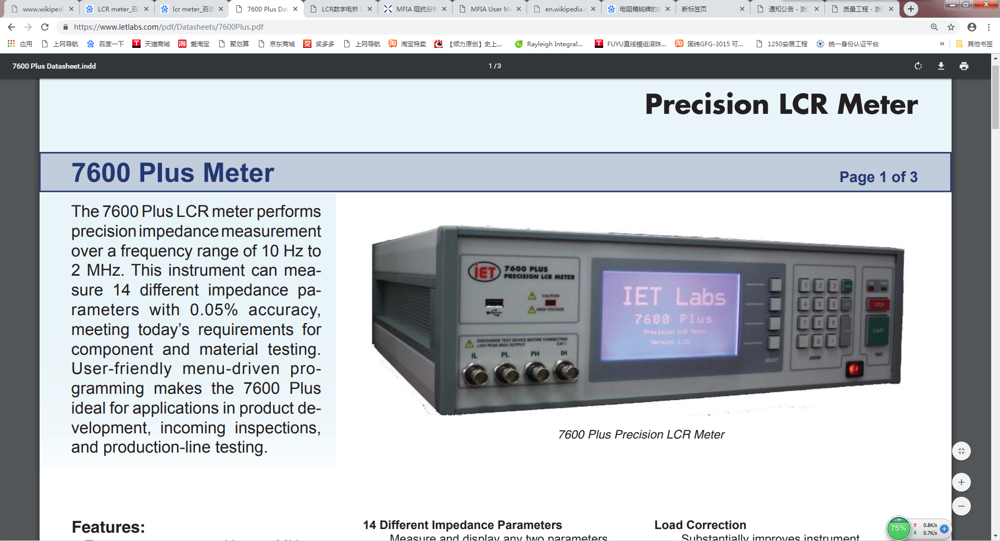 www.wikipedi
LCR meter_百
lcr meter_百度
7600 Plus Dat
LCR数字电桥
MFIA 阻抗分
MFIA User M
en.wikipedia.c
电阻箱铭牌的
新标签页
通知公告 - 浙
质量工程 - 浙
https://www.ietlabs.com/pdf/Datasheets/7600Plus.pdf
应用
上网导航
百度一下
天猫商城
爱淘宝
聚划算
京东商城
奖多多
上网导航
淘宝特卖
【倾力原创】史上...
Rayleigh Integral...
FUYU直线模组滚珠...
固纬GFG-3015 可...
1250安居工程
统一身份认证平台
»
其他书签
7600 Plus Datasheet.indd
1 / 3
Precision LCR Meter
7600 Plus Meter
Page 1 of 3
The 7600 Plus LCR meter performs
precision impedance measurement
over a frequency range of 10 Hz to
2 MHz. This instrument can mea-
sure 14 different impedance pa-
rameters with 0.05% accuracy,
meeting today's requirements for
component and material testing.
User-friendly menu-driven pro-
gramming makes the 7600 Plus
ideal for applications in product de-
velopment, incoming inspections,
and production-line testing.
IET
7600 PLUS
PRECISION LCR METER
CAUTION
HIGH VOLTAGE
DISCHARGE TEST DEVICE BEFORE CONNECTING
±10V PEAK MAX OUTPUT CAT I
IL PL PH IH
IET Labs
7600 Plus
Precision LCR Meter
Version 1.22
SELECT
1 2 3
4 5 6
7 8 9
0
ENTRY
STOP
START
TEST
7600 Plus Precision LCR Meter
Features:
14 Different Impedance Parameters
Measure and display any two parameters
Load Correction
Substantially improves instrument
75%
0.8K/s
0.7K/s